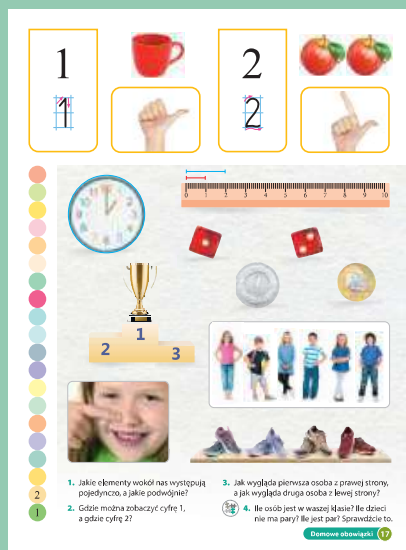 1
2
1
2
0 1 2 3 4 5 6 7 8 9 10
1
2
3
2
1
1. Jakie elementy wokół nas występują
pojedynczo, a jakie podwójnie?
2. Gdzie można zobaczyć cyfrę 1,
a gdzie cyfrę 2?
3. Jak wygląda pierwsza osoba z prawej strony,
a jak wygląda druga osoba z lewej strony?
4. Ile osób jest w waszej klasie? Ile dzieci
nie ma pary? Ile jest par? Sprawdźcie to.
Domowe obowiązki 17